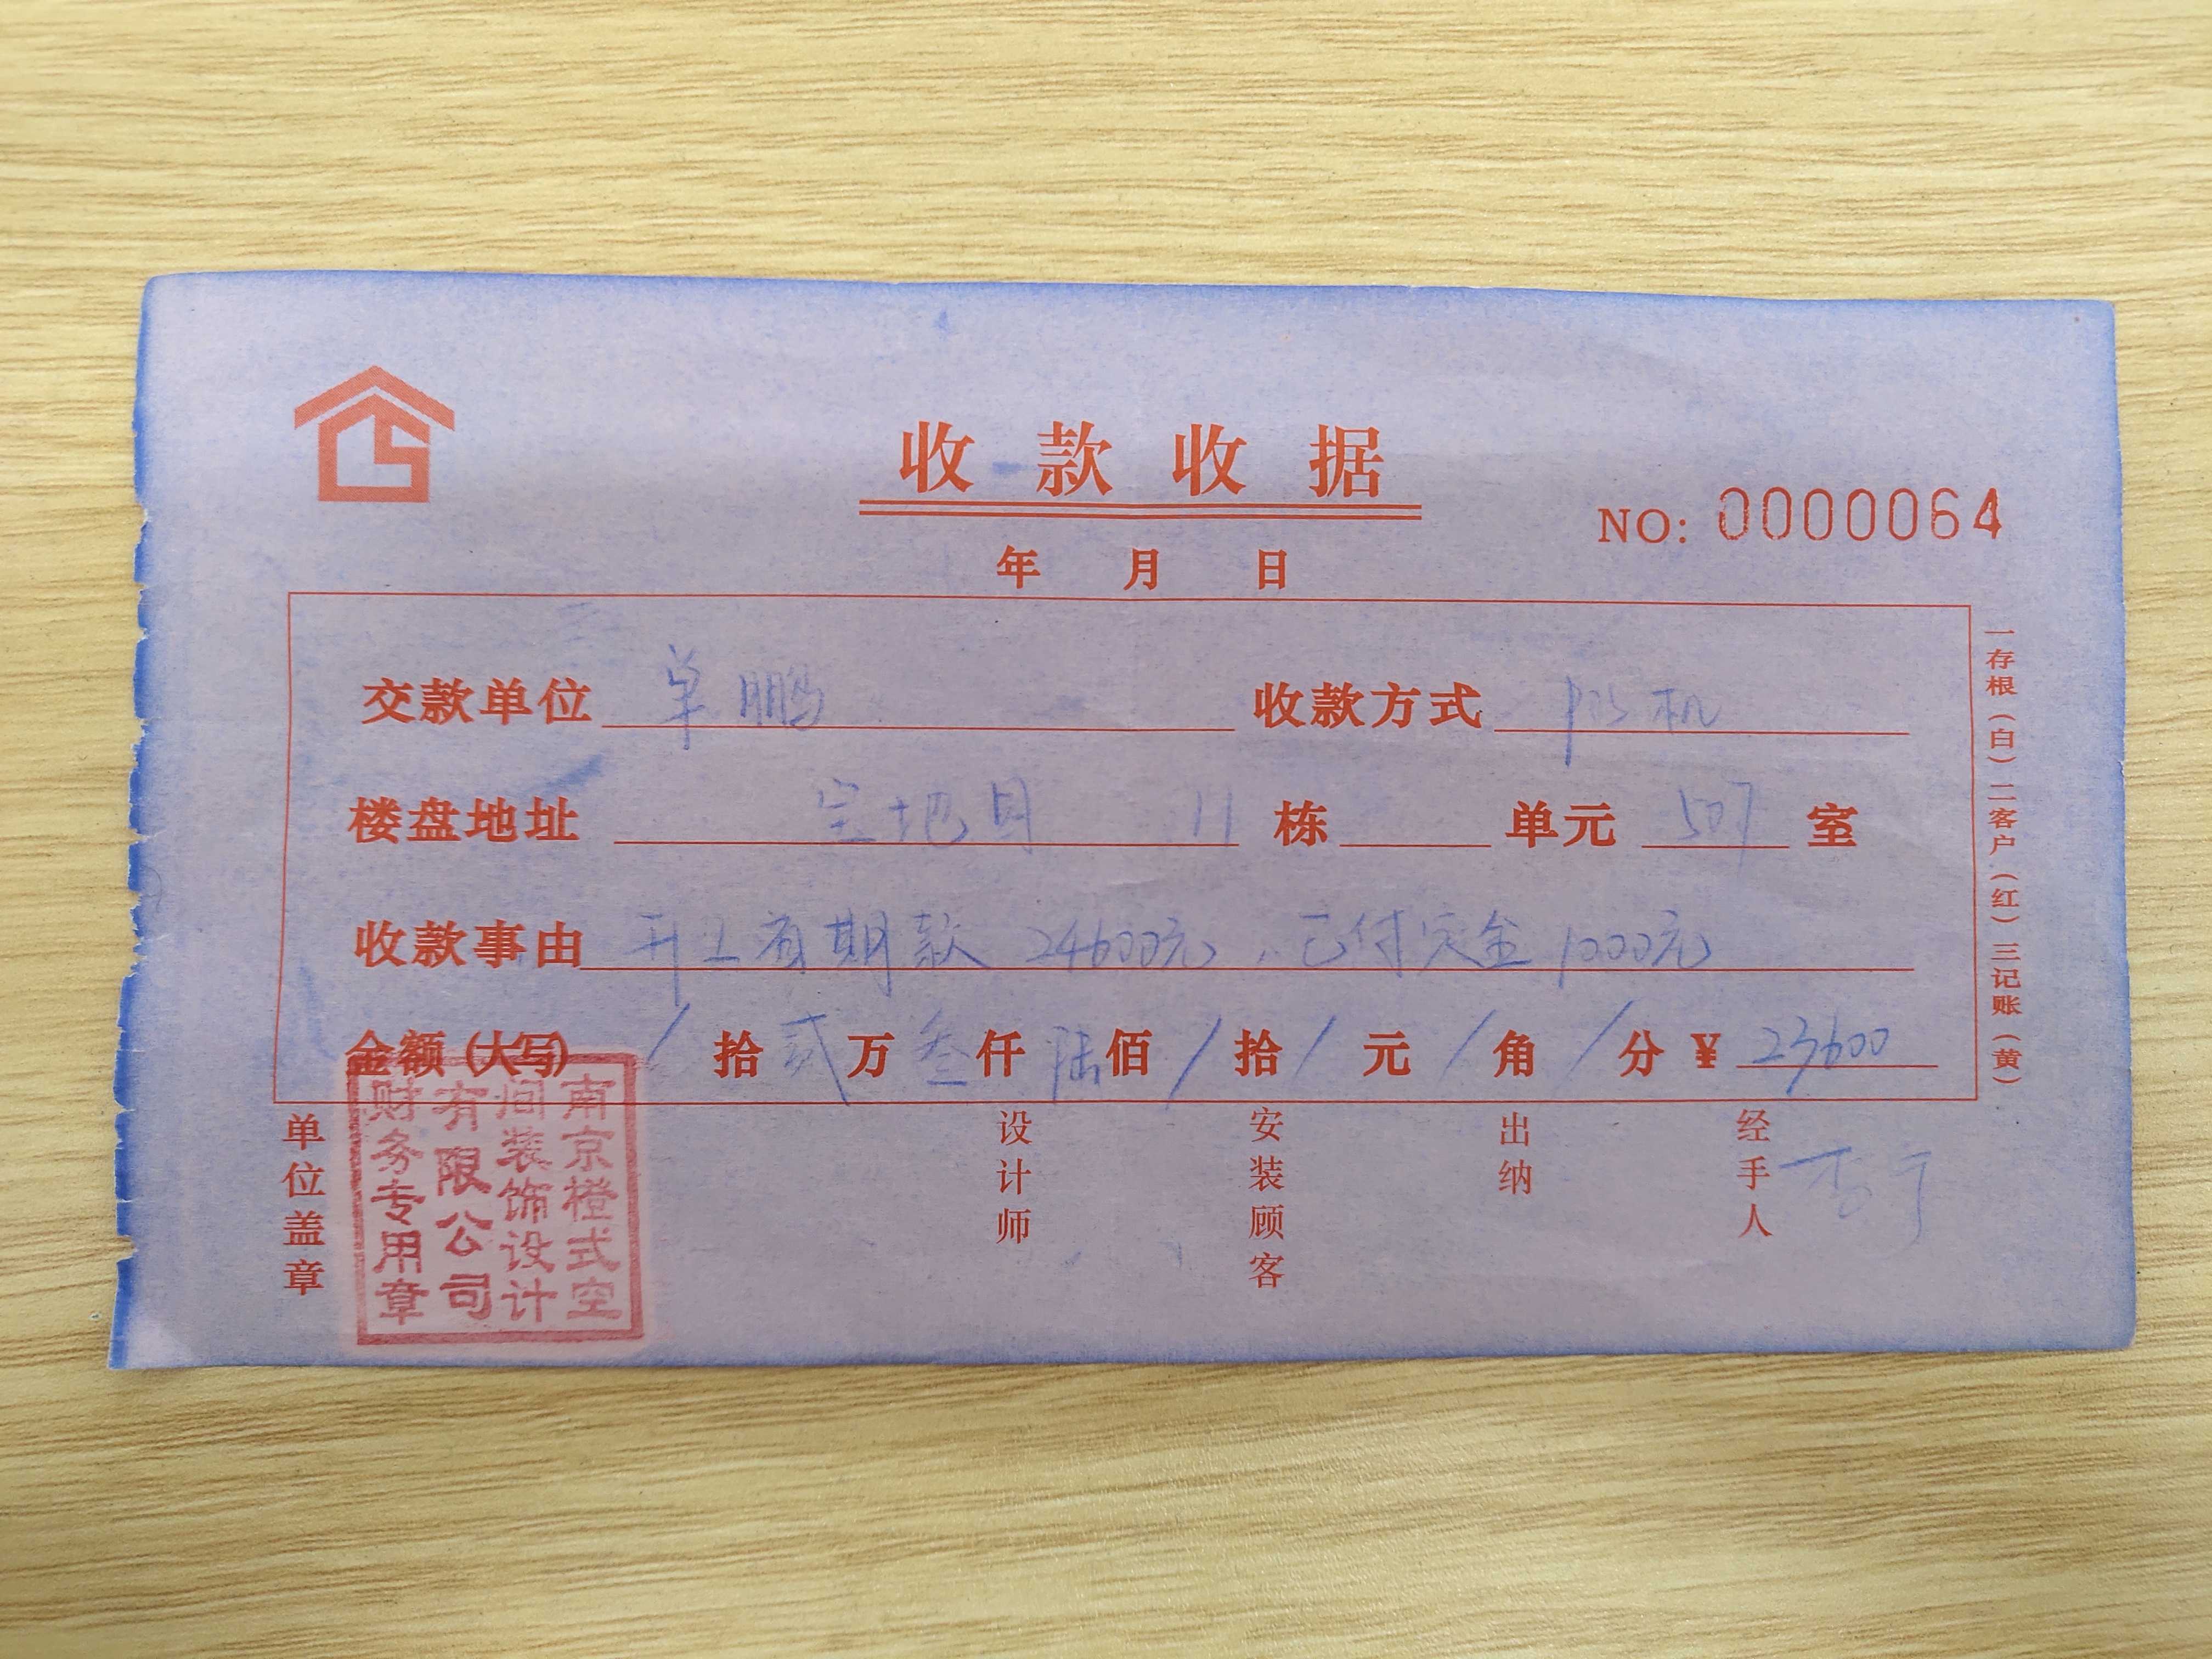 收款收据
NO: 0000064
年 月 日
交款单位 单鹏 收款方式 pos机
楼盘地址 宝地园 11 栋 单元 507 室
收款事由 开工首期款 24600元，已付定金 1000元
金额(大写) / 拾 贰 万 叁 仟 陆 佰 / 拾 / 元 / 角 / 分 ¥ 23600
一存根（白）二客户（红）三记账（黄）
单位盖章 设计师 安装顾客 出纳 经手人
南京橙式空
间装饰设计
有限公司
财务专用章